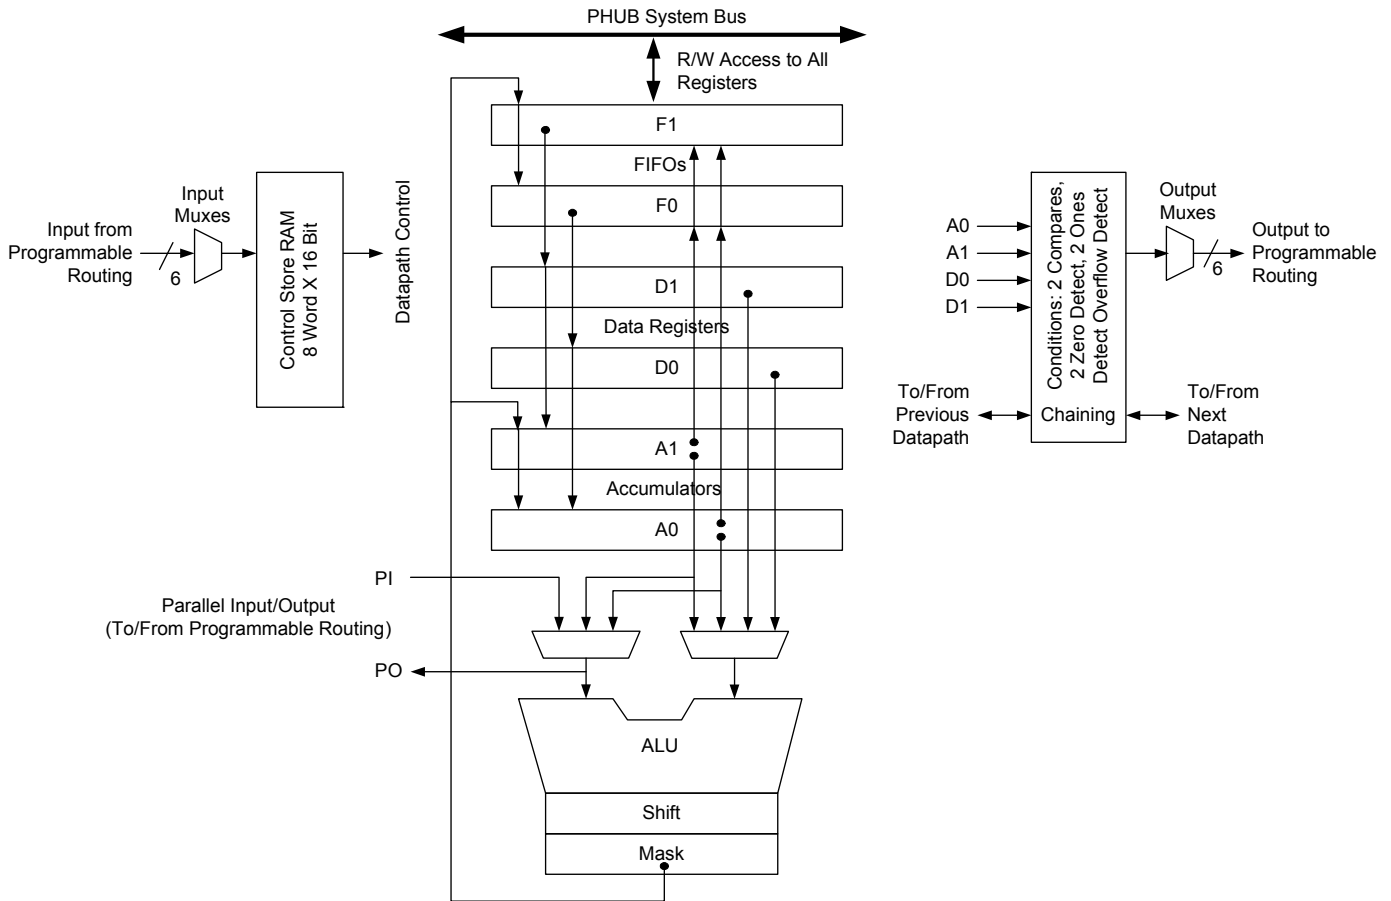 PHUB System Bus
R/W Access to All
Registers
F1
FIFOs
F0
D1
Data Registers
D0
A1
Accumulators
A0
Input from
Programmable
Routing
6
Input
Muxes
Control Store RAM
8 Word X 16 Bit
Datapath Control
PI
Parallel Input/Output
(To/From Programmable Routing)
PO
ALU
Shift
Mask
A0
A1
D0
D1
Conditions: 2 Compares,
2 Zero Detect, 2 Ones
Detect Overflow Detect
Chaining
To/From
Previous
Datapath
To/From
Next
Datapath
Output
Muxes
6
Output to
Programmable
Routing